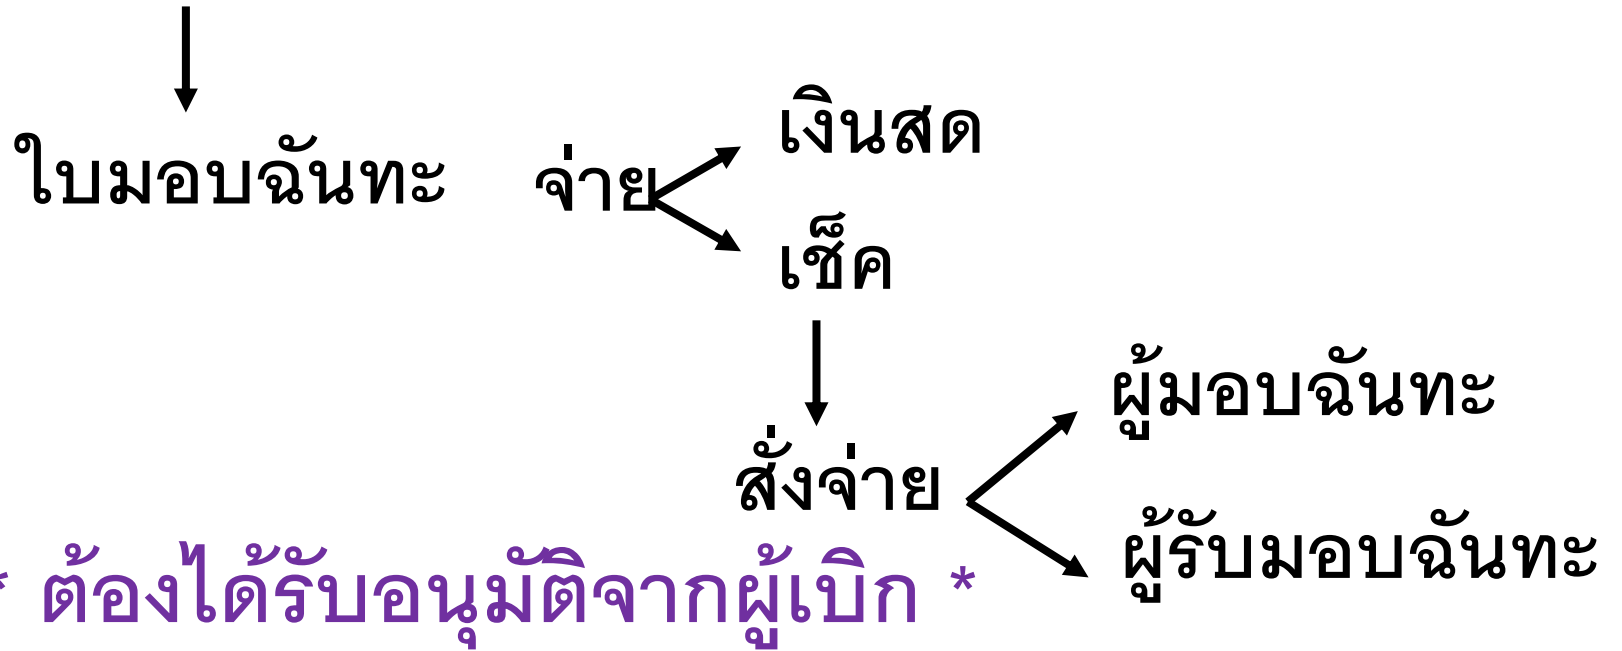 เงินสด
ใบมอบฉันทะ จ่าย
เช็ค
ผู้มอบฉันทะ
สั่งจ่าย
ผู้รับมอบฉันทะ
* ต้องได้รับอนุมัติจากผู้เบิก *